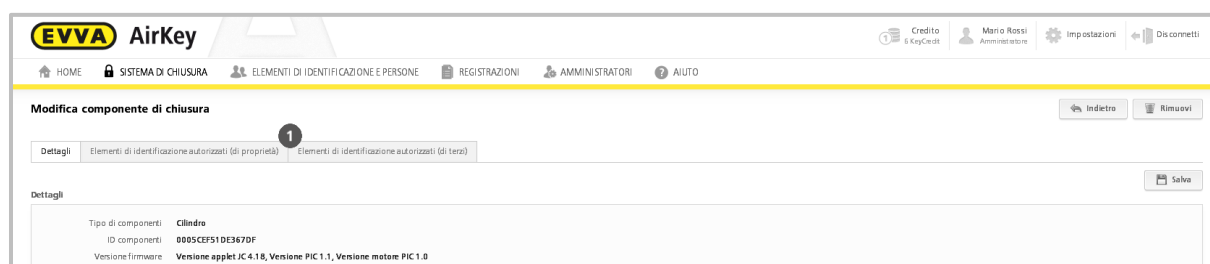 EVVA AirKey
Credito
1 6 KeyCredit
Mario Rossi
Amministratore
Impostazioni
Disconnetti
HOME SISTEMA DI CHIUSURA ELEMENTI DI IDENTIFICAZIONE E PERSONE REGISTRAZIONI AMMINISTRATORI ? AIUTO
Modifica componente di chiusura
Indietro Rimuovi
1
Dettagli Elementi di identificazione autorizzati (di proprietà) Elementi di identificazione autorizzati (di terzi)
Salva
Dettagli
Tipo di componenti Cilindro
ID componenti 0005CEF51DE367DF
Versione firmware Versione applet JC 4.18, Versione PIC 1.1, Versione motore PIC 1.0